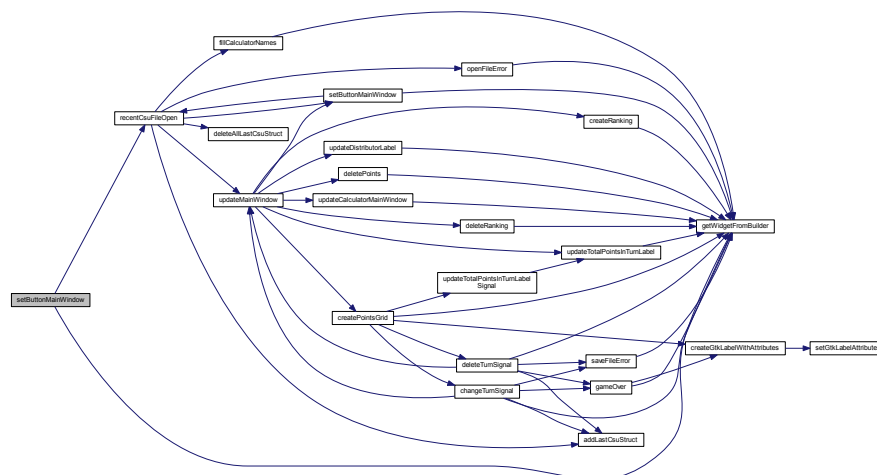 fillCalculatorNames
openFileError
setButtonMainWindow
recentCsuFileOpen
createRanking
deleteAllLastCsuStruct
updateDistributorLabel
deletePoints
updateMainWindow
updateCalculatorMainWindow
deleteRanking
getWidgetFromBuilder
updateTotalPointsInTurnLabel
updateTotalPointsInTurnLabel
Signal
setButtonMainWindow
createPointsGrid
createGtkLabelWithAttributes
setGtkLabelAttribute
deleteTurnSignal
saveFileError
changeTurnSignal
gameOver
addLastCsuStruct